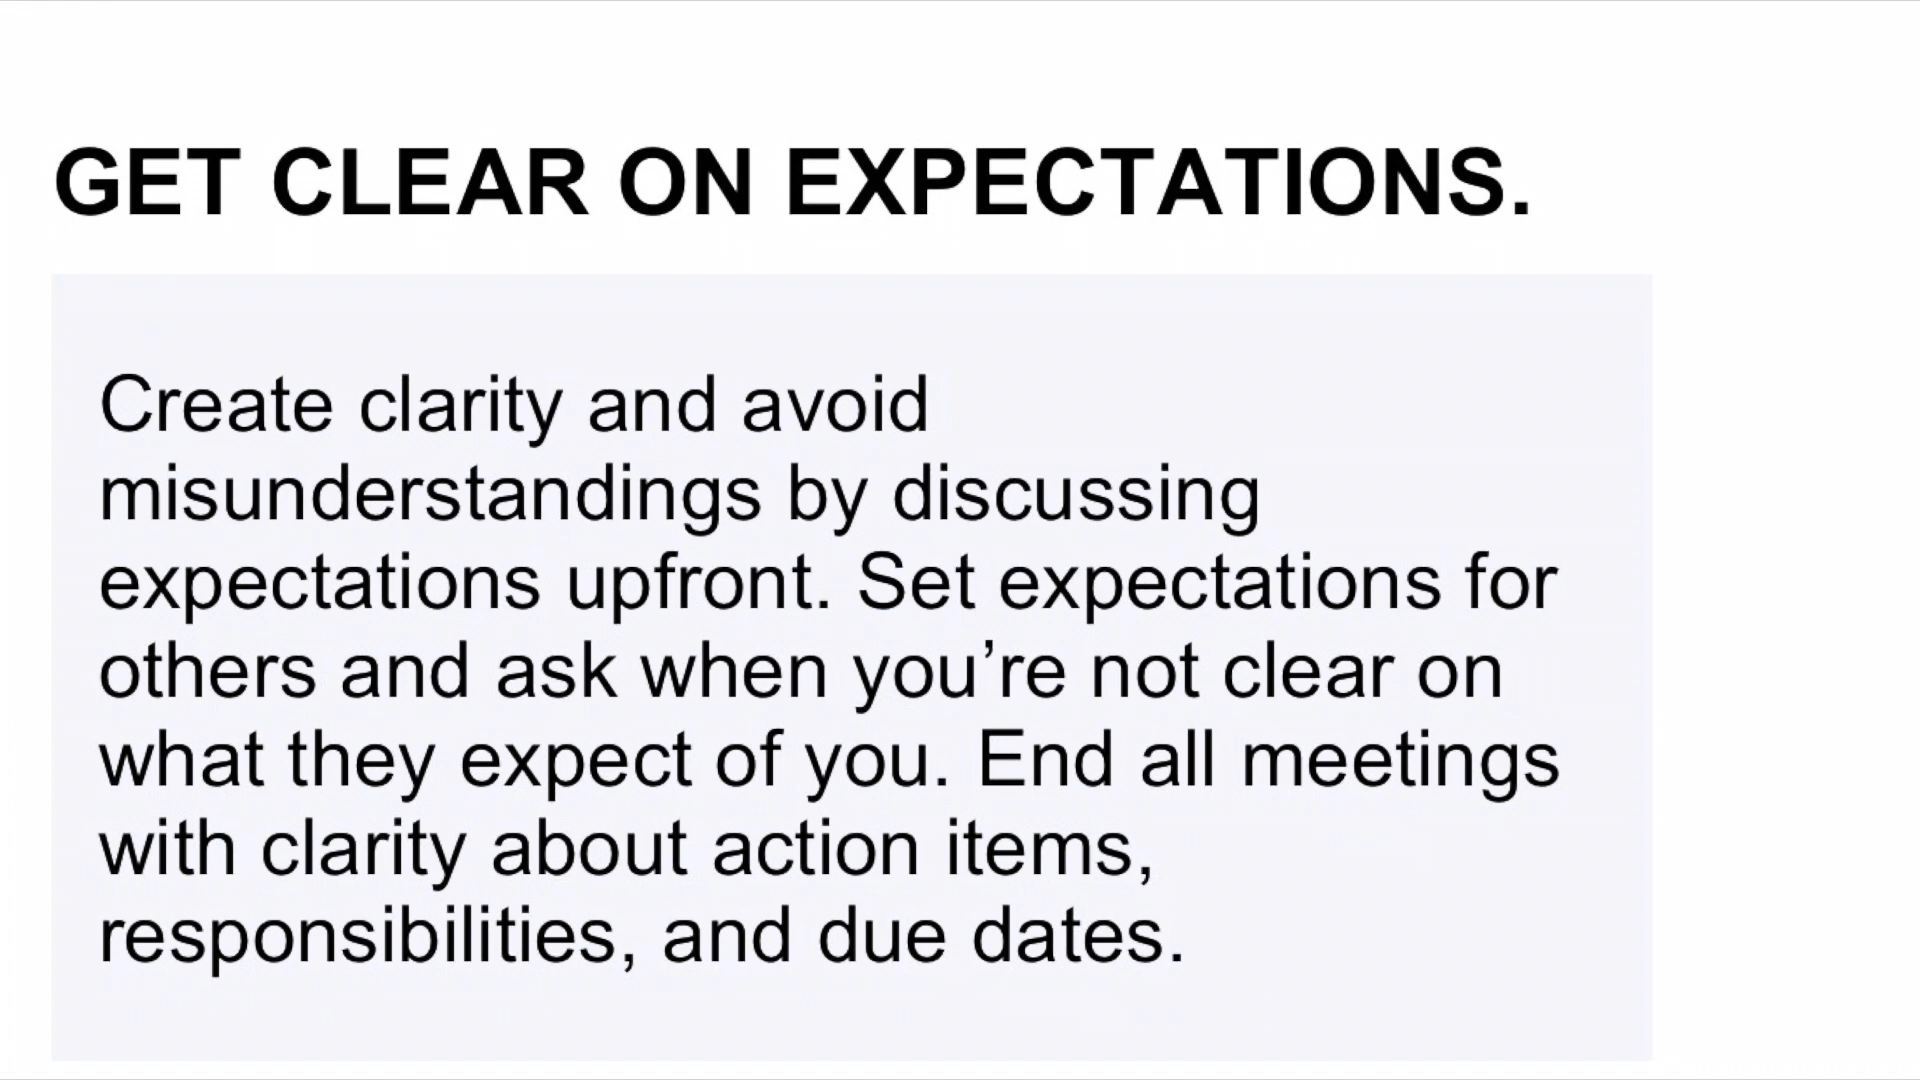 GET CLEAR ON EXPECTATIONS.
Create clarity and avoid
misunderstandings by discussing
expectations upfront. Set expectations for
others and ask when you’re not clear on
what they expect of you. End all meetings
with clarity about action items,
responsibilities, and due dates.